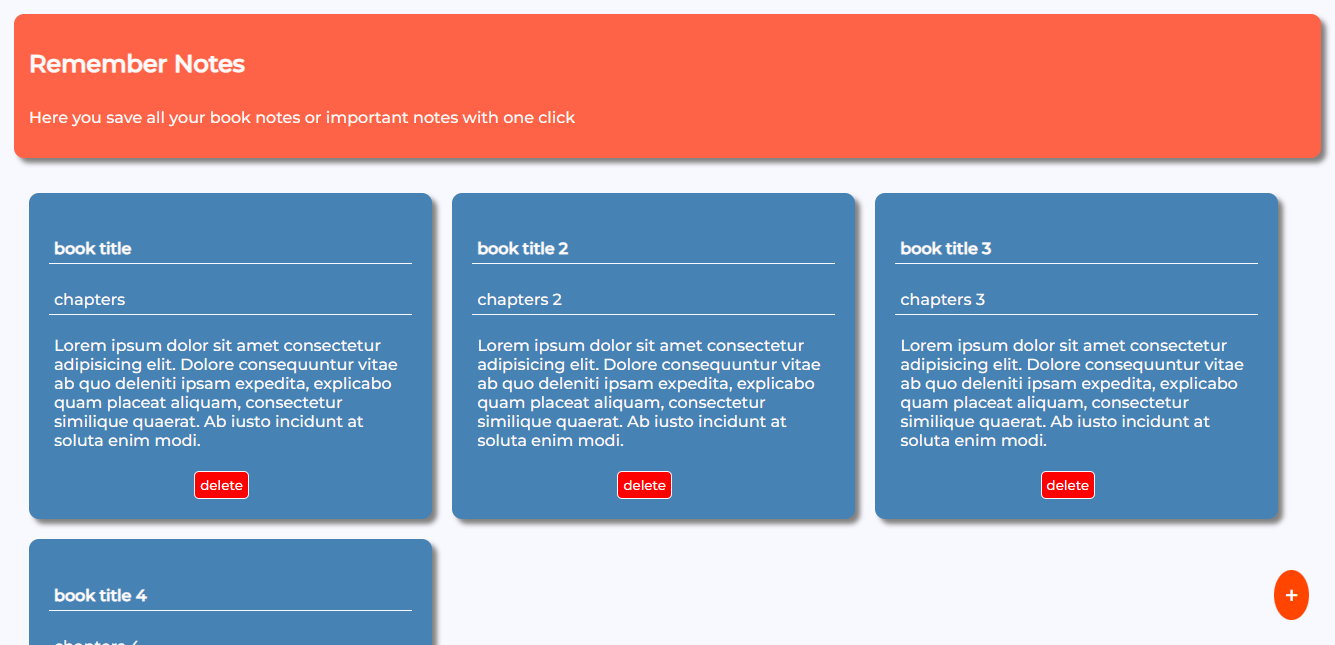 Remember Notes
Here you save all your book notes or important notes with one click
book title
chapters
Lorem ipsum dolor sit amet consectetur
adipisicing elit. Dolore consequuntur vitae
ab quo deleniti ipsam expedita, explicabo
quam placeat aliquam, consectetur
similique quaerat. Ab iusto incidunt at
soluta enim modi.
delete
book title 2
chapters 2
Lorem ipsum dolor sit amet consectetur
adipisicing elit. Dolore consequuntur vitae
ab quo deleniti ipsam expedita, explicabo
quam placeat aliquam, consectetur
similique quaerat. Ab iusto incidunt at
soluta enim modi.
delete
book title 3
chapters 3
Lorem ipsum dolor sit amet consectetur
adipisicing elit. Dolore consequuntur vitae
ab quo deleniti ipsam expedita, explicabo
quam placeat aliquam, consectetur
similique quaerat. Ab iusto incidunt at
soluta enim modi.
delete
book title 4
chapters 4
+